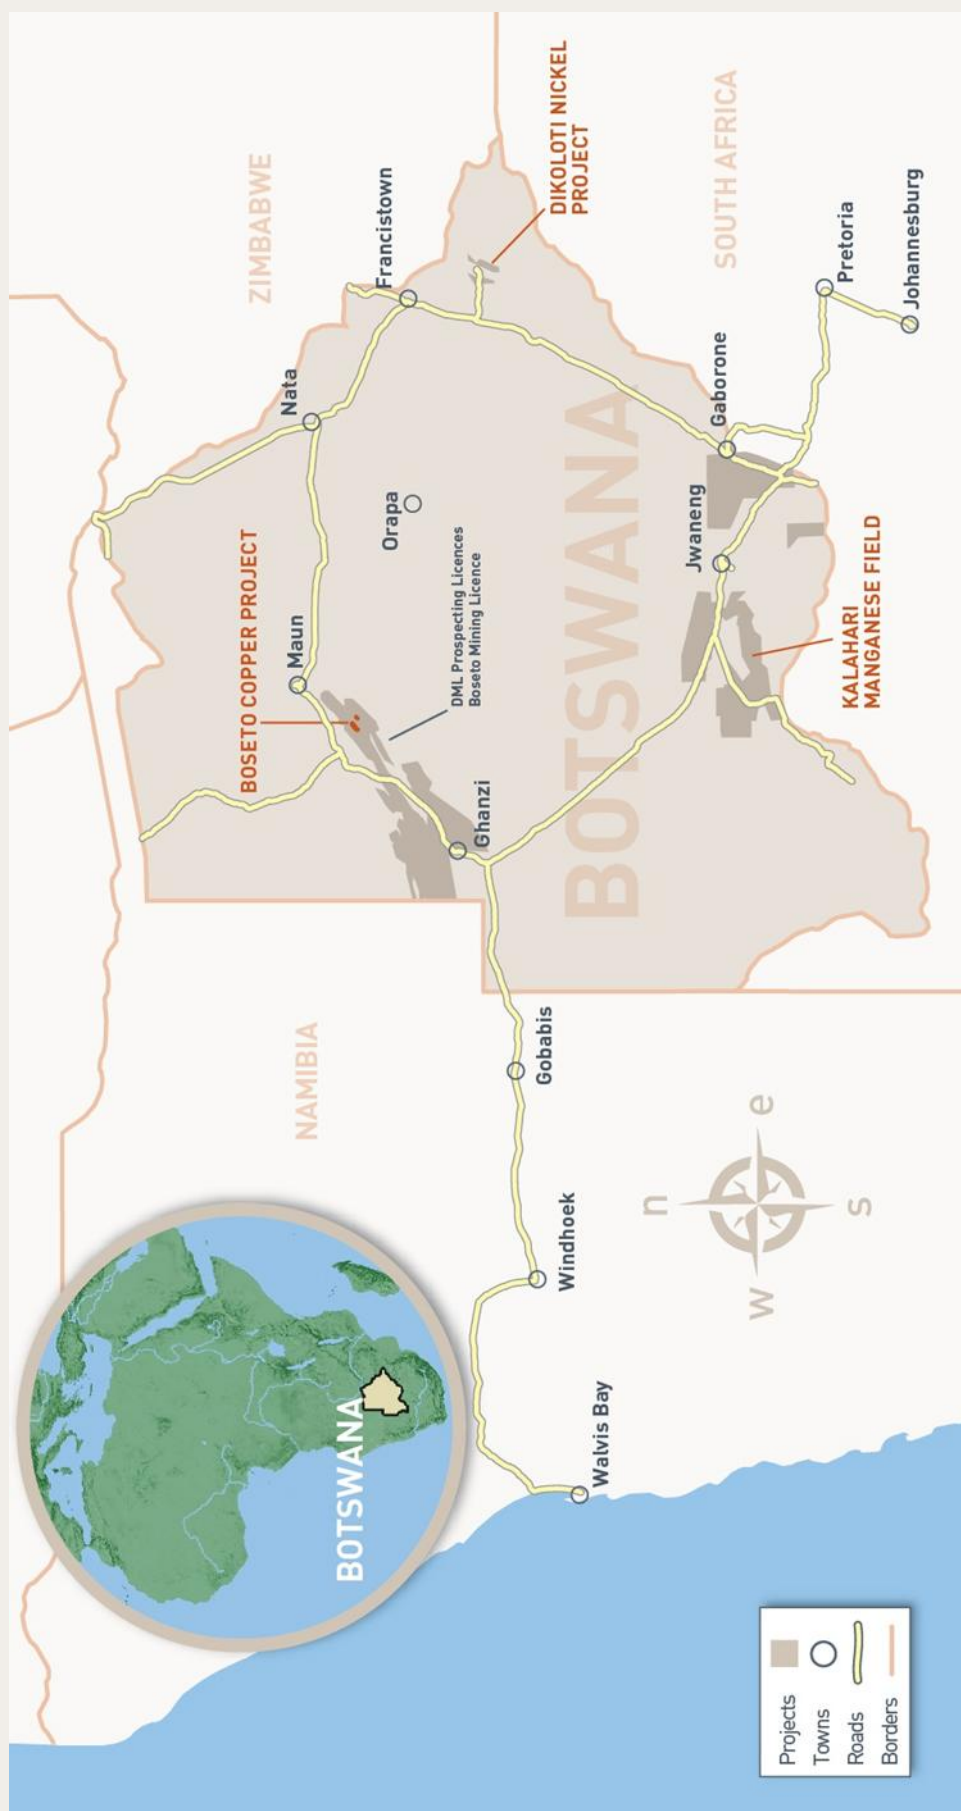 ZIMBABWE
NAMIBIA
SOUTH AFRICA
BOTSWANA
BOTSWANA
BOSETO COPPER PROJECT
DIKOLOTI NICKEL
PROJECT
KALAHARI
MANGANESE FIELD
DML Prospecting Licences
Boseto Mining Licence
Maun
Nata
Francistown
Orapa
Ghanzi
Gobabis
Windhoek
Walvis Bay
Jwaneng
Gaborone
Pretoria
Johannesburg
n
w
e
s
Projects
Towns
Roads
Borders